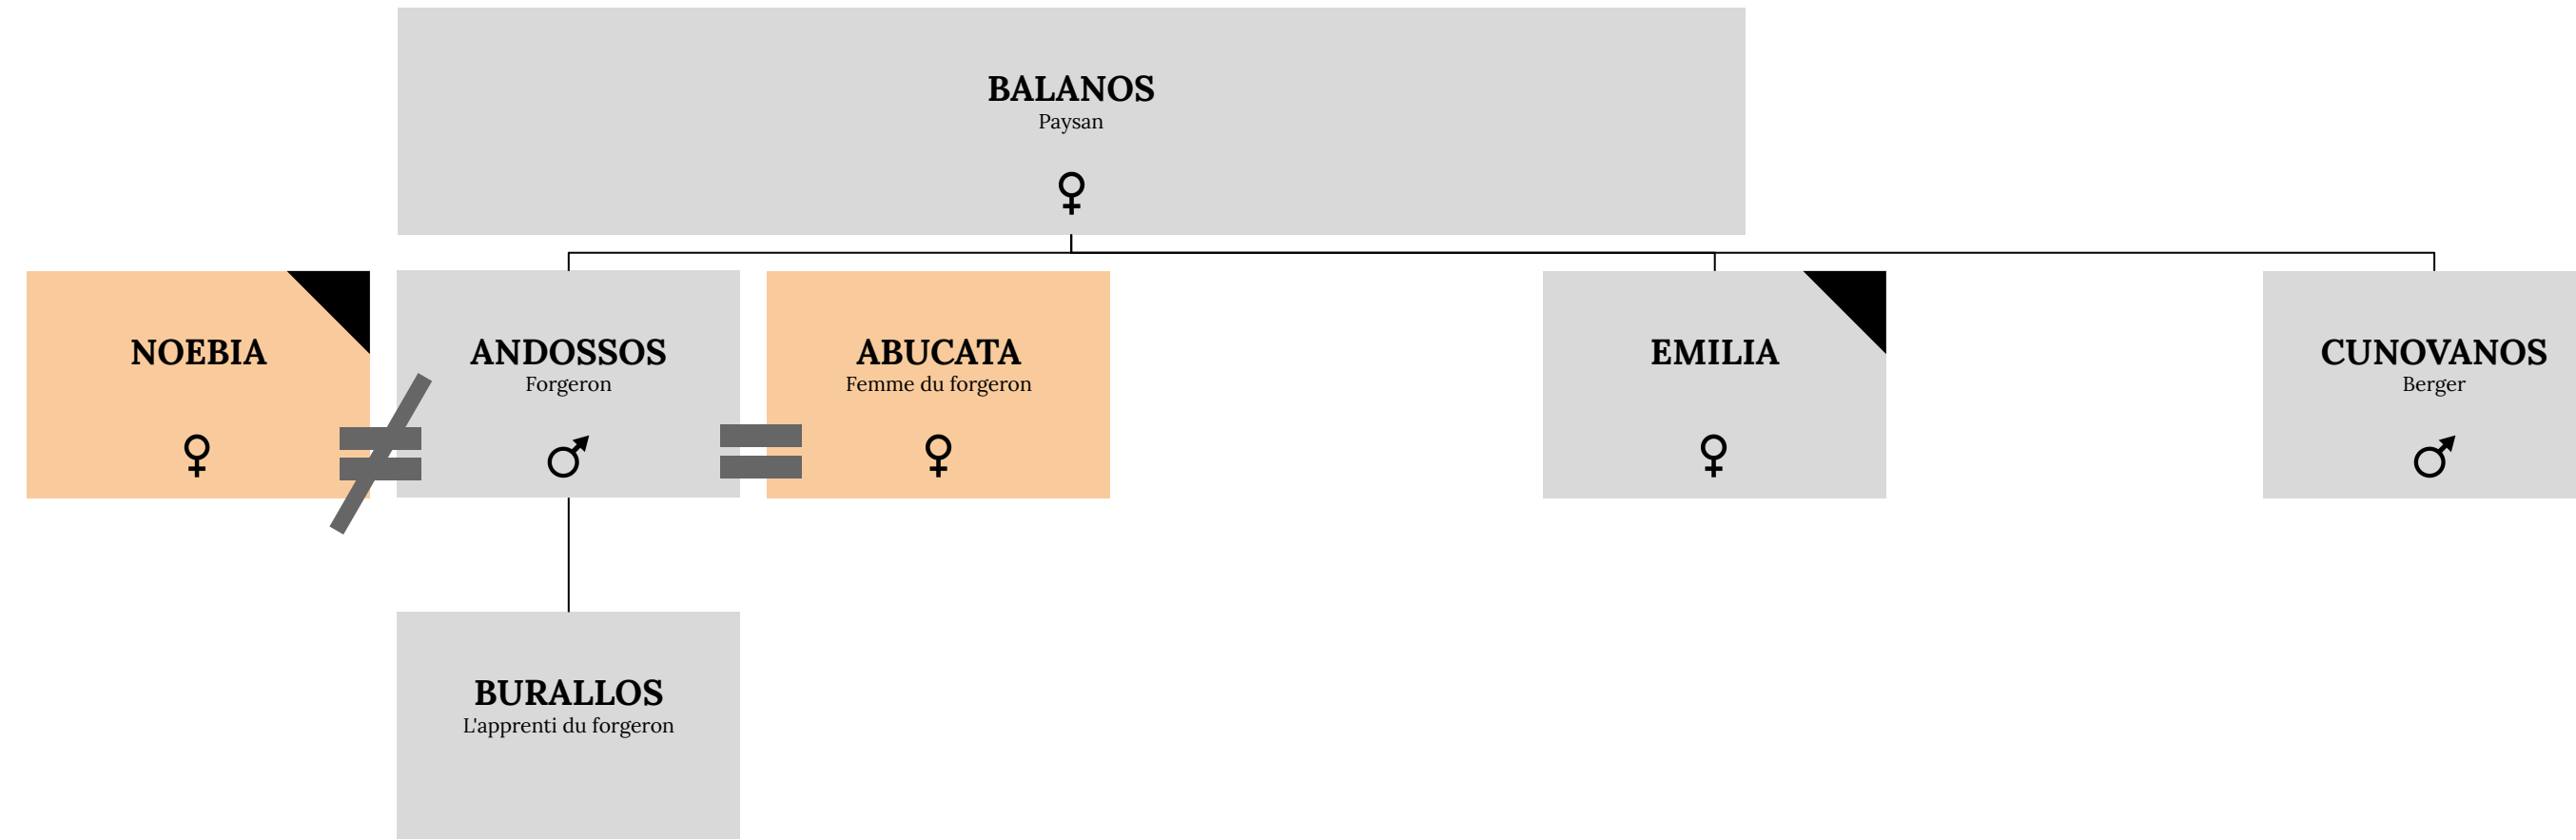 BALANOS
Paysan
♀
NOEBIA
♀
ANDOSSOS
Forgeron
♂
ABUCATA
Femme du forgeron
♀
EMILIA
♀
CUNOVANOS
Berger
♂
BURALLOS
L'apprenti du forgeron